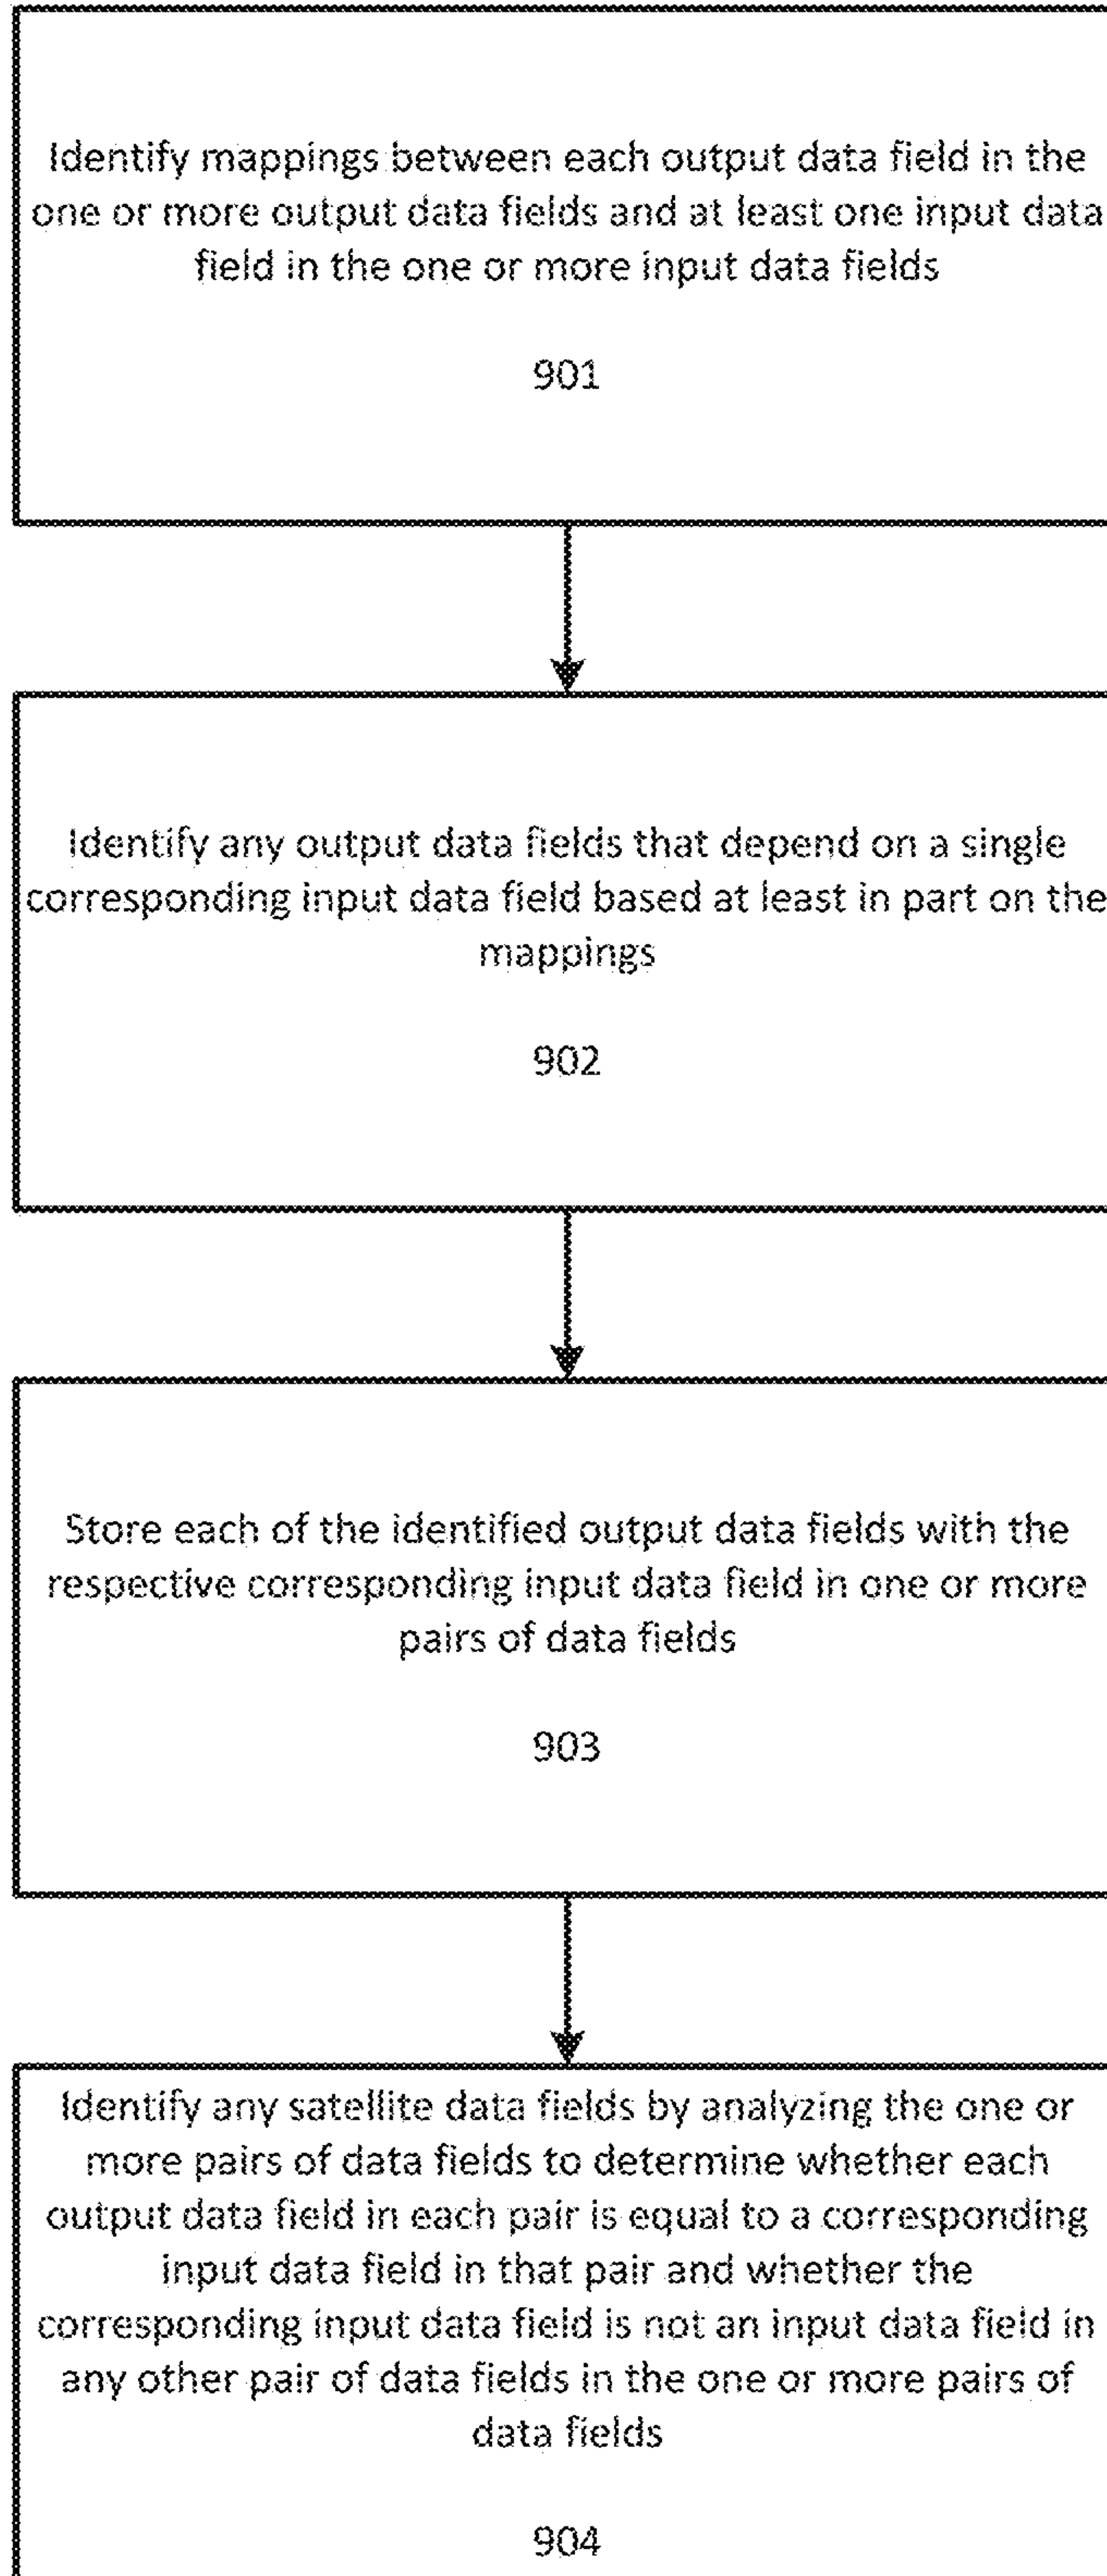 Identify mappings between each output data field in the
one or more output data fields and at least one input data
field in the one or more input data fields
901
Identify any output data fields that depend on a single
corresponding input data field based at least in part on the
mappings
902
Store each of the identified output data fields with the
respective corresponding input data field in one or more
pairs of data fields
903
Identify any satellite data fields by analyzing the one or
more pairs of data fields to determine whether each
output data field in each pair is equal to a corresponding
input data field in that pair and whether the
corresponding input data field is not an input data field in
any other pair of data fields in the one or more pairs of
data fields
904